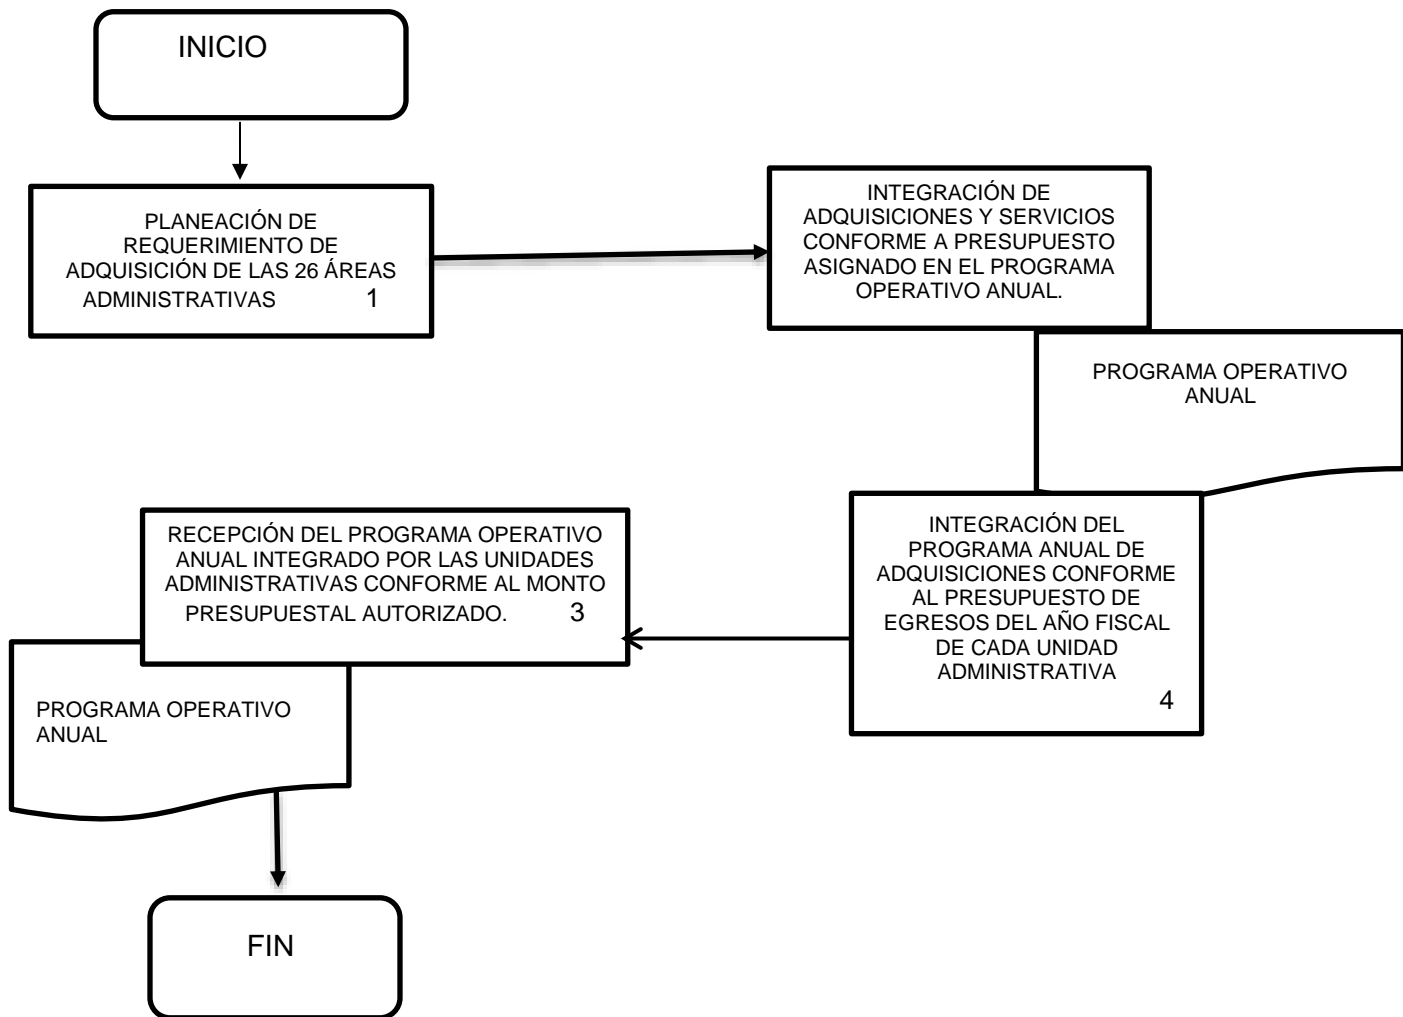 INICIO
PLANEACIÓN DE
REQUERIMIENTO DE
ADQUISICIÓN DE LAS 26 ÁREAS
ADMINISTRATIVAS 1
INTEGRACIÓN DE
ADQUISICIONES Y SERVICIOS
CONFORME A PRESUPUESTO
ASIGNADO EN EL PROGRAMA
OPERATIVO ANUAL.
PROGRAMA OPERATIVO
ANUAL
INTEGRACIÓN DEL
PROGRAMA ANUAL DE
ADQUISICIONES CONFORME
AL PRESUPUESTO DE
EGRESOS DEL AÑO FISCAL
DE CADA UNIDAD
ADMINISTRATIVA
4
RECEPCIÓN DEL PROGRAMA OPERATIVO
ANUAL INTEGRADO POR LAS UNIDADES
ADMINISTRATIVAS CONFORME AL MONTO
PRESUPUESTAL AUTORIZADO. 3
PROGRAMA OPERATIVO
ANUAL
FIN